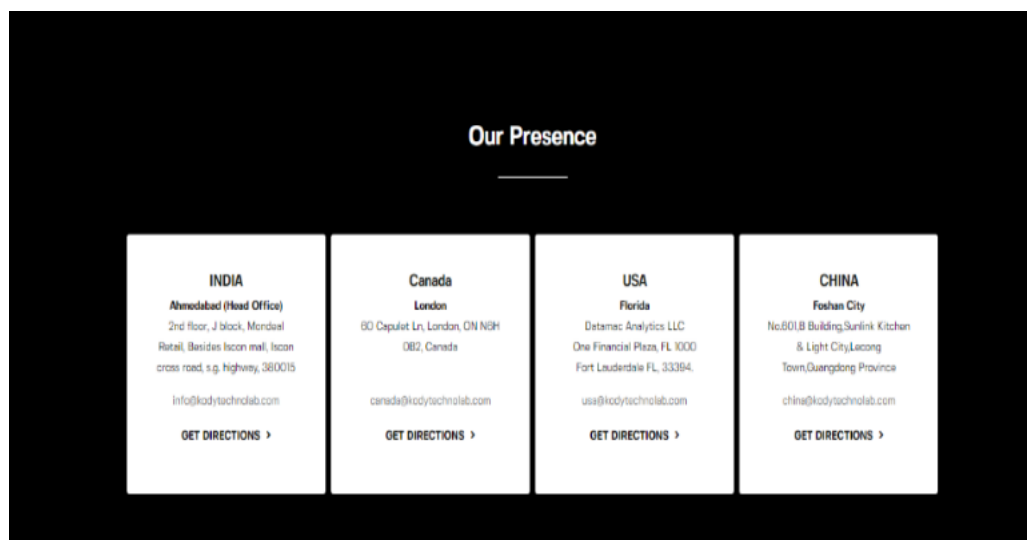 Our Presence
INDIA
Ahmedabad (Head Office)
2nd floor, J block, Mondeal
Retail, Besides Iscon mall, Iscon
cross road, s.g. highway, 380015
info@kodytechnolab.com
GET DIRECTIONS >
Canada
London
60 Capulet Ln, London, ON N6H
0B2, Canada
canada@kodytechnolab.com
GET DIRECTIONS >
USA
Florida
Datamac Analytics LLC
One Financial Plaza, FL 1000
Fort Lauderdale FL, 33394.
usa@kodytechnolab.com
GET DIRECTIONS >
CHINA
Foshan City
No.601,B Building,Sunlink Kitchen
& Light City,Lecong
Town,Guangdong Province
china@kodytechnolab.com
GET DIRECTIONS >